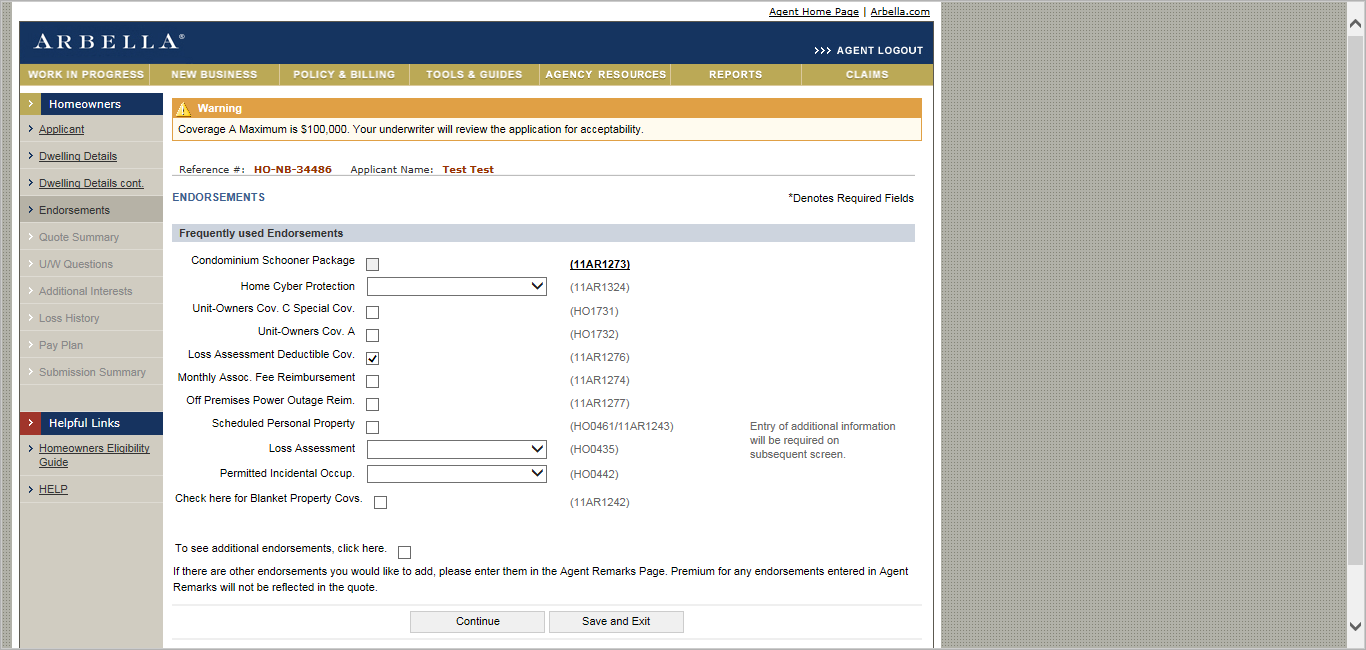 Agent Home Page | Arbella.com
ARBELLA®
>>> AGENT LOGOUT
WORK IN PROGRESS NEW BUSINESS POLICY & BILLING TOOLS & GUIDES AGENCY RESOURCES REPORTS CLAIMS
Homeowners
Applicant
Dwelling Details
Dwelling Details cont.
Endorsements
Quote Summary
U/W Questions
Additional Interests
Loss History
Pay Plan
Submission Summary
Helpful Links
Homeowners Eligibility
Guide
HELP
Warning
Coverage A Maximum is $100,000. Your underwriter will review the application for acceptability.
Reference #: HO-NB-34486 Applicant Name: Test Test
ENDORSEMENTS
*Denotes Required Fields
Frequently used Endorsements
Condominium Schooner Package (11AR1273)
Home Cyber Protection (11AR1324)
Unit-Owners Cov. C Special Cov. (HO1731)
Unit-Owners Cov. A (HO1732)
Loss Assessment Deductible Cov. (11AR1276)
Monthly Assoc. Fee Reimbursement (11AR1274)
Off Premises Power Outage Reim. (11AR1277)
Scheduled Personal Property (HO0461/11AR1243)
Entry of additional information
will be required on
subsequent screen.
Loss Assessment (HO0435)
Permitted Incidental Occup. (HO0442)
Check here for Blanket Property Covs. (11AR1242)
To see additional endorsements, click here.
If there are other endorsements you would like to add, please enter them in the Agent Remarks Page. Premium for any endorsements entered in Agent
Remarks will not be reflected in the quote.
Continue Save and Exit